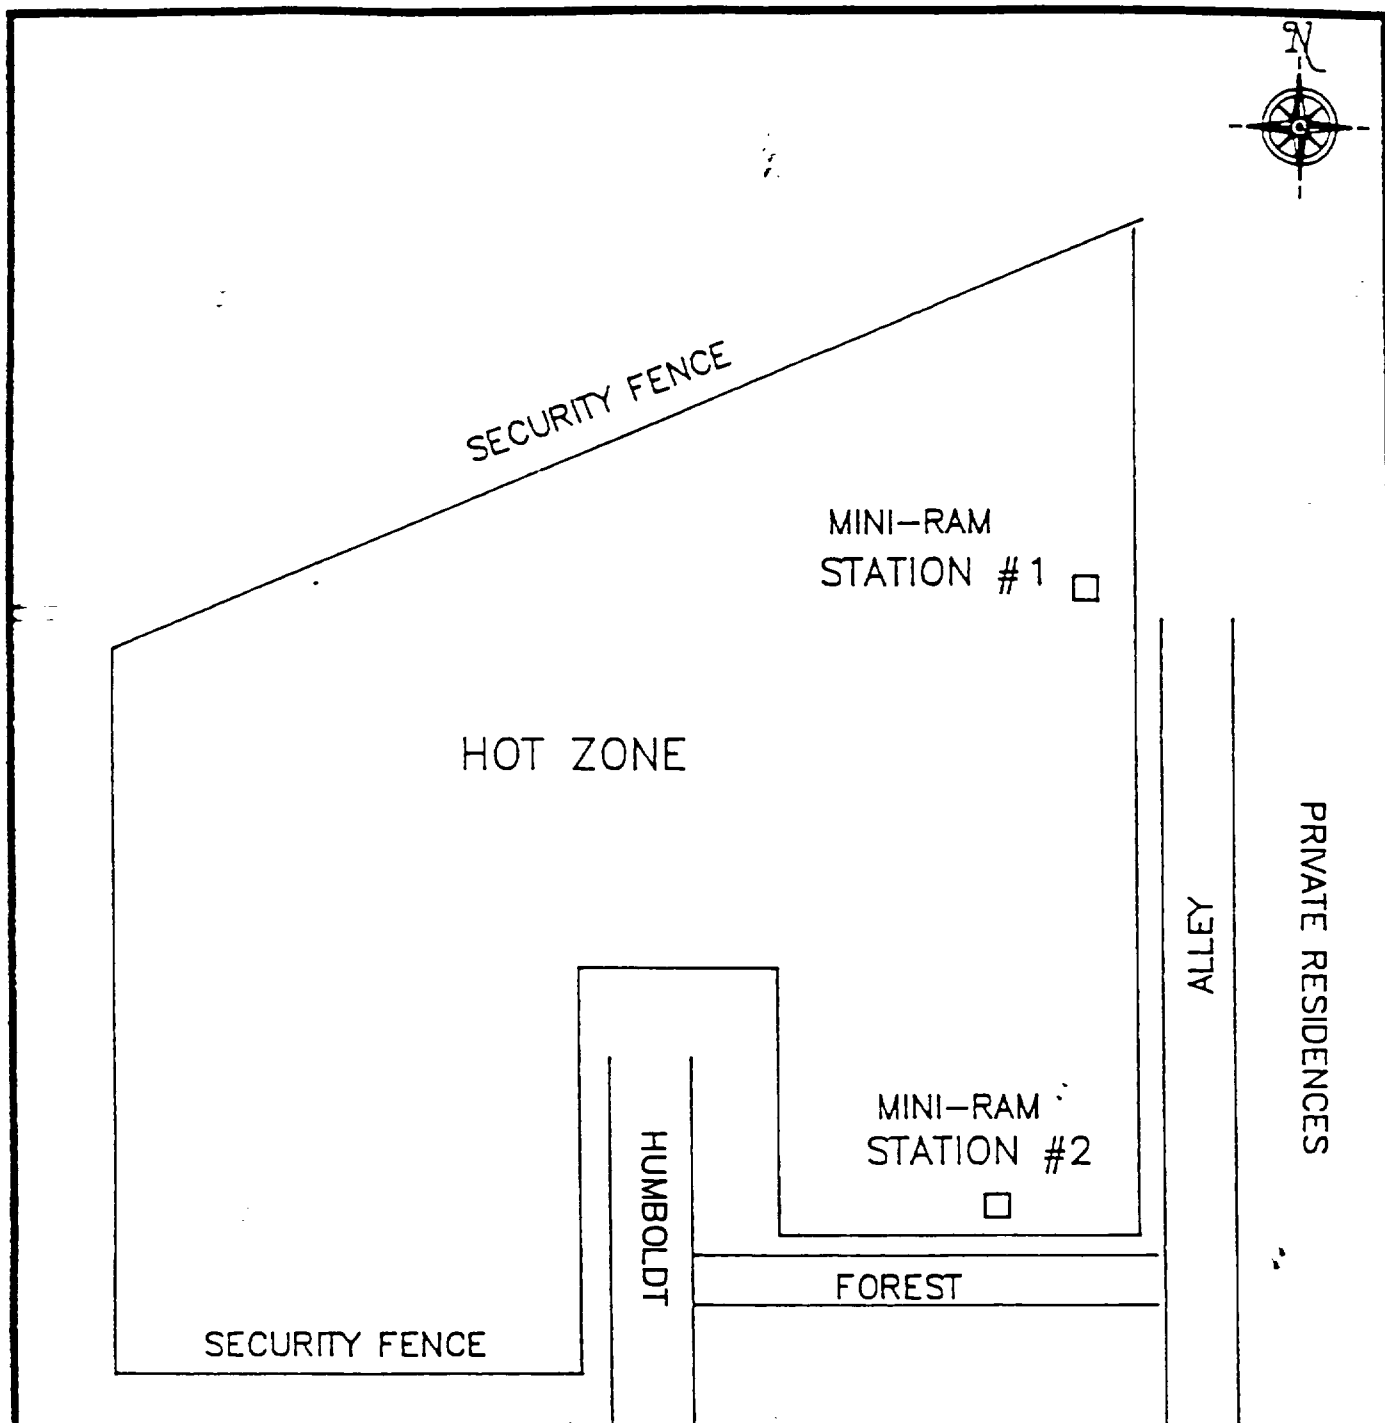 N
SECURITY FENCE
MINI-RAM
STATION #1
HOT ZONE
PRIVATE RESIDENCES
ALLEY
MINI-RAM
STATION #2
HUMBOLDT
FOREST
SECURITY FENCE